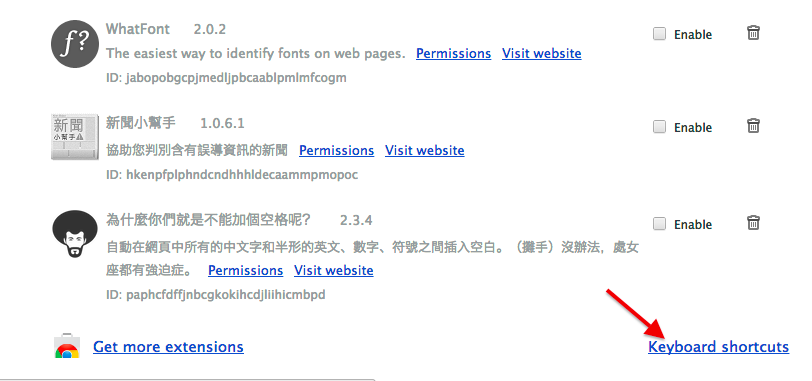 f?
WhatFont 2.0.2
Enable
The easiest way to identify fonts on web pages. Permissions Visit website
ID: jabopobgcpjmedljpbcaablpmlmfcogm
新聞
小幫手
新聞小幫手 1.0.6.1
Enable
協助您判別含有誤導資訊的新聞 Permissions Visit website
ID: hkenpfplphndcndhhhldecaammpmopoc
為什麼你們就是不能加個空格呢? 2.3.4
Enable
自動在網頁中所有的中文字和半形的英文、數字、符號之間插入空白。（攤手）沒辦法，處女
座都有強迫症。 Permissions Visit website
ID: paphcfdffjnbcgkokihcdjliihicmbpd
Get more extensions
Keyboard shortcuts